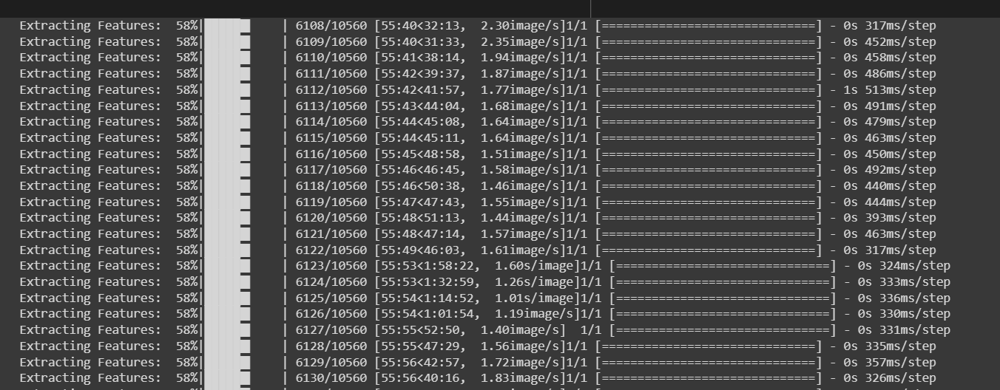 Extracting Features:  58%|█████▊    | 6108/10560 [55:40<32:13,  2.30image/s]1/1 [==============================] - 0s 317ms/step
Extracting Features:  58%|█████▊    | 6109/10560 [55:40<31:33,  2.35image/s]1/1 [==============================] - 0s 452ms/step
Extracting Features:  58%|█████▊    | 6110/10560 [55:41<38:14,  1.94image/s]1/1 [==============================] - 0s 458ms/step
Extracting Features:  58%|█████▊    | 6111/10560 [55:42<39:37,  1.87image/s]1/1 [==============================] - 0s 486ms/step
Extracting Features:  58%|█████▊    | 6112/10560 [55:42<41:57,  1.77image/s]1/1 [==============================] - 1s 513ms/step
Extracting Features:  58%|█████▊    | 6113/10560 [55:43<44:04,  1.68image/s]1/1 [==============================] - 0s 491ms/step
Extracting Features:  58%|█████▊    | 6114/10560 [55:44<45:08,  1.64image/s]1/1 [==============================] - 0s 479ms/step
Extracting Features:  58%|█████▊    | 6115/10560 [55:44<45:11,  1.64image/s]1/1 [==============================] - 0s 463ms/step
Extracting Features:  58%|█████▊    | 6116/10560 [55:45<48:58,  1.51image/s]1/1 [==============================] - 0s 450ms/step
Extracting Features:  58%|█████▊    | 6117/10560 [55:46<46:45,  1.58image/s]1/1 [==============================] - 0s 492ms/step
Extracting Features:  58%|█████▊    | 6118/10560 [55:46<50:38,  1.46image/s]1/1 [==============================] - 0s 440ms/step
Extracting Features:  58%|█████▊    | 6119/10560 [55:47<47:43,  1.55image/s]1/1 [==============================] - 0s 444ms/step
Extracting Features:  58%|█████▊    | 6120/10560 [55:48<51:13,  1.44image/s]1/1 [==============================] - 0s 393ms/step
Extracting Features:  58%|█████▊    | 6121/10560 [55:48<47:14,  1.57image/s]1/1 [==============================] - 0s 463ms/step
Extracting Features:  58%|█████▊    | 6122/10560 [55:49<46:03,  1.61image/s]1/1 [==============================] - 0s 317ms/step
Extracting Features:  58%|█████▊    | 6123/10560 [55:53<1:58:22,  1.60s/image]1/1 [==============================] - 0s 324ms/step
Extracting Features:  58%|█████▊    | 6124/10560 [55:53<1:32:59,  1.26s/image]1/1 [==============================] - 0s 333ms/step
Extracting Features:  58%|█████▊    | 6125/10560 [55:54<1:14:52,  1.01s/image]1/1 [==============================] - 0s 336ms/step
Extracting Features:  58%|█████▊    | 6126/10560 [55:54<1:01:54,  1.19image/s]1/1 [==============================] - 0s 330ms/step
Extracting Features:  58%|█████▊    | 6127/10560 [55:55<52:50,  1.40image/s]  1/1 [==============================] - 0s 331ms/step
Extracting Features:  58%|█████▊    | 6128/10560 [55:55<47:29,  1.56image/s]1/1 [==============================] - 0s 335ms/step
Extracting Features:  58%|█████▊    | 6129/10560 [55:56<42:57,  1.72image/s]1/1 [==============================] - 0s 357ms/step
Extracting Features:  58%|█████▊    | 6130/10560 [55:56<40:16,  1.83image/s]1/1 [==============================] - 0s 326ms/step